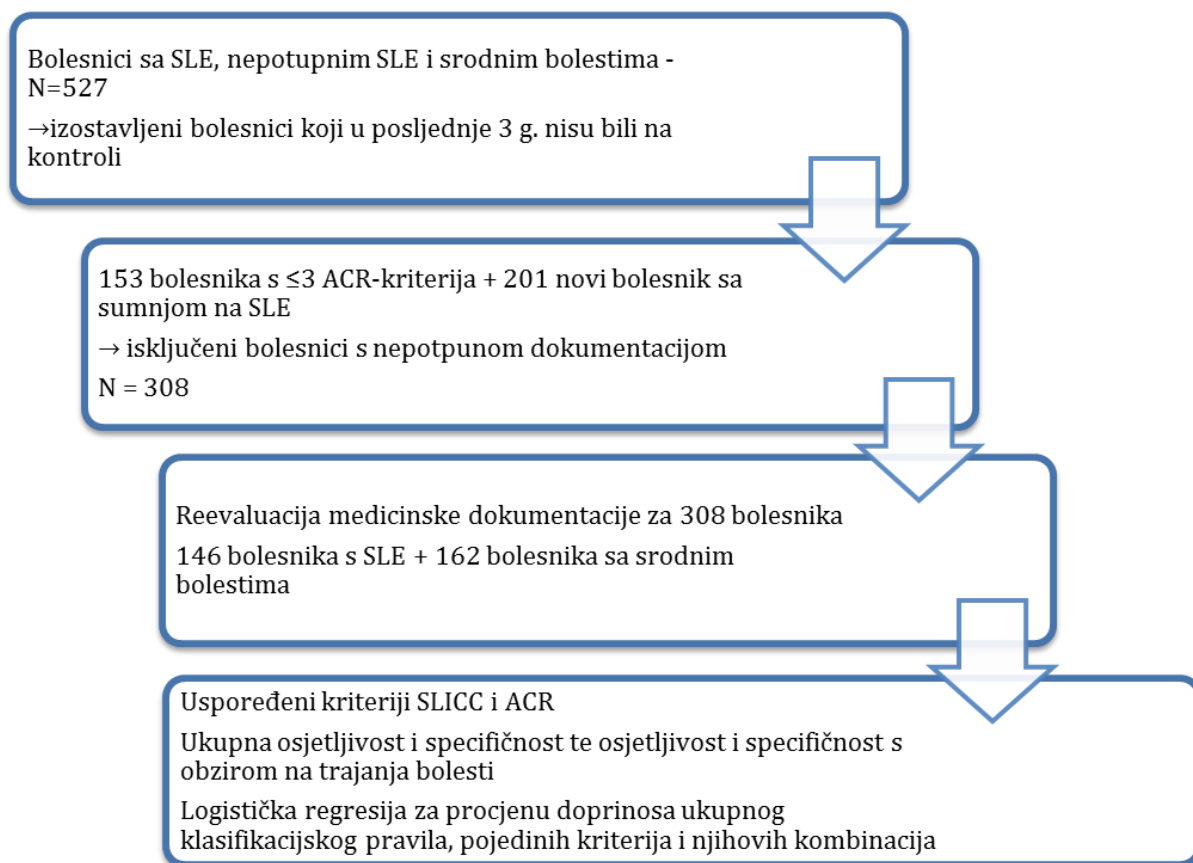 Bolesnici sa SLE, nepotupnim SLE i srodnim bolestima -
N=527
→izostavljeni bolesnici koji u posljednje 3 g. nisu bili na
kontroli
153 bolesnika s ≤3 ACR-kriterija + 201 novi bolesnik sa
sumnjom na SLE
→ isključeni bolesnici s nepotpunom dokumentacijom
N = 308
Reevaluacija medicinske dokumentacije za 308 bolesnika
146 bolesnika s SLE + 162 bolesnika sa srodnim
bolestima
Uspoređeni kriteriji SLICC i ACR
Ukupna osjetljivost i specifičnost te osjetljivost i specifičnost s
obzirom na trajanja bolesti
Logistička regresija za procjenu doprinosa ukupnog
klasifikacijskog pravila, pojedinih kriterija i njihovih kombinacija